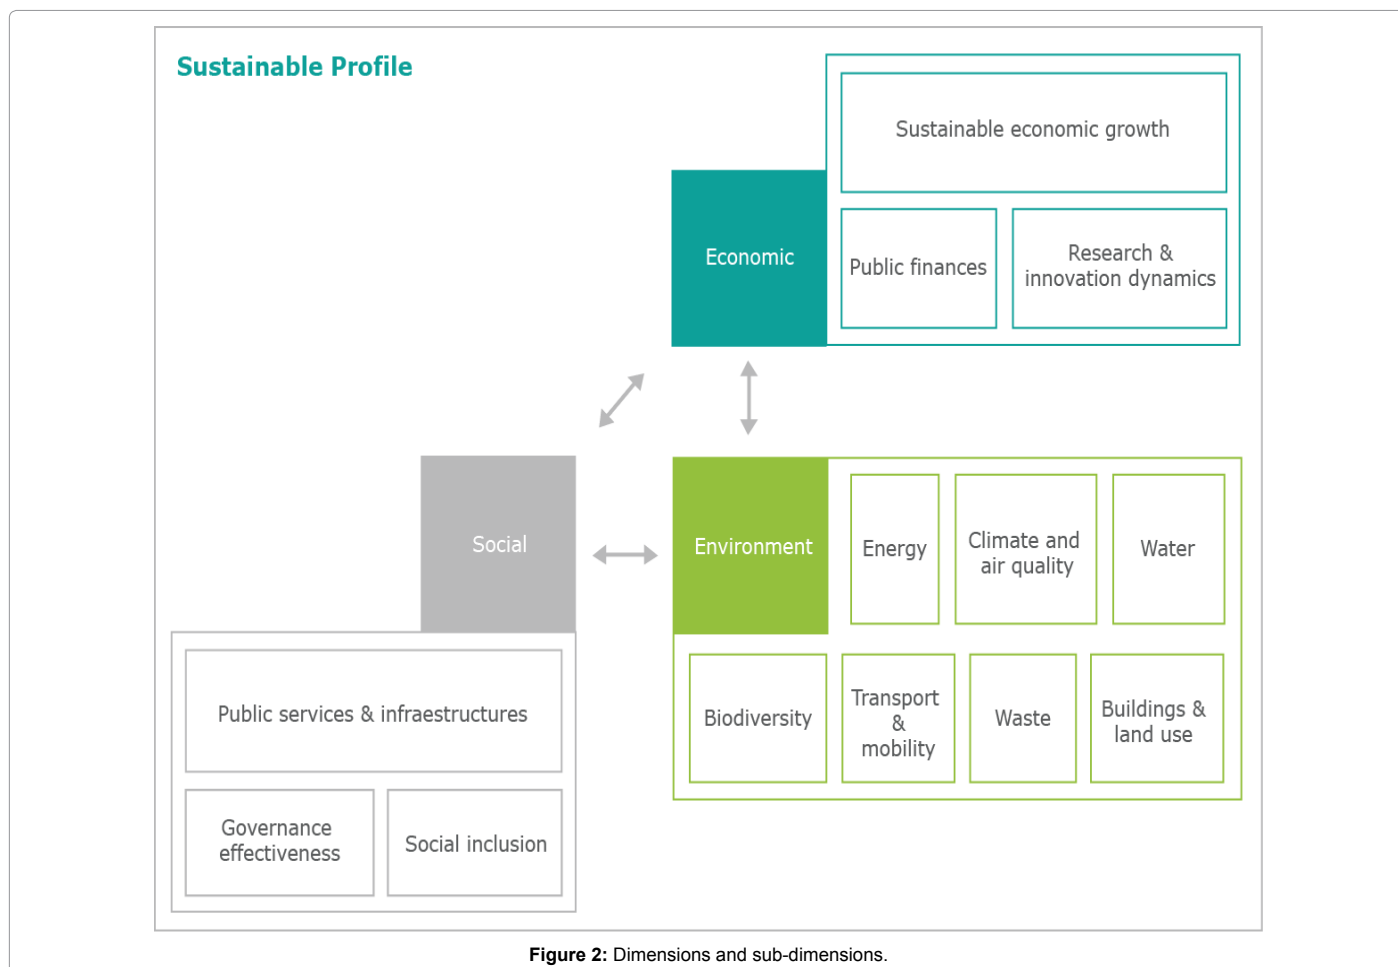 Sustainable Profile
Sustainable economic growth
Economic
Public finances
Research &
innovation dynamics
Social
Environment
Energy
Climate and
air quality
Water
Biodiversity
Transport
&
mobility
Waste
Buildings &
land use
Public services & infraestructures
Governance
effectiveness
Social inclusion
Figure 2: Dimensions and sub-dimensions.